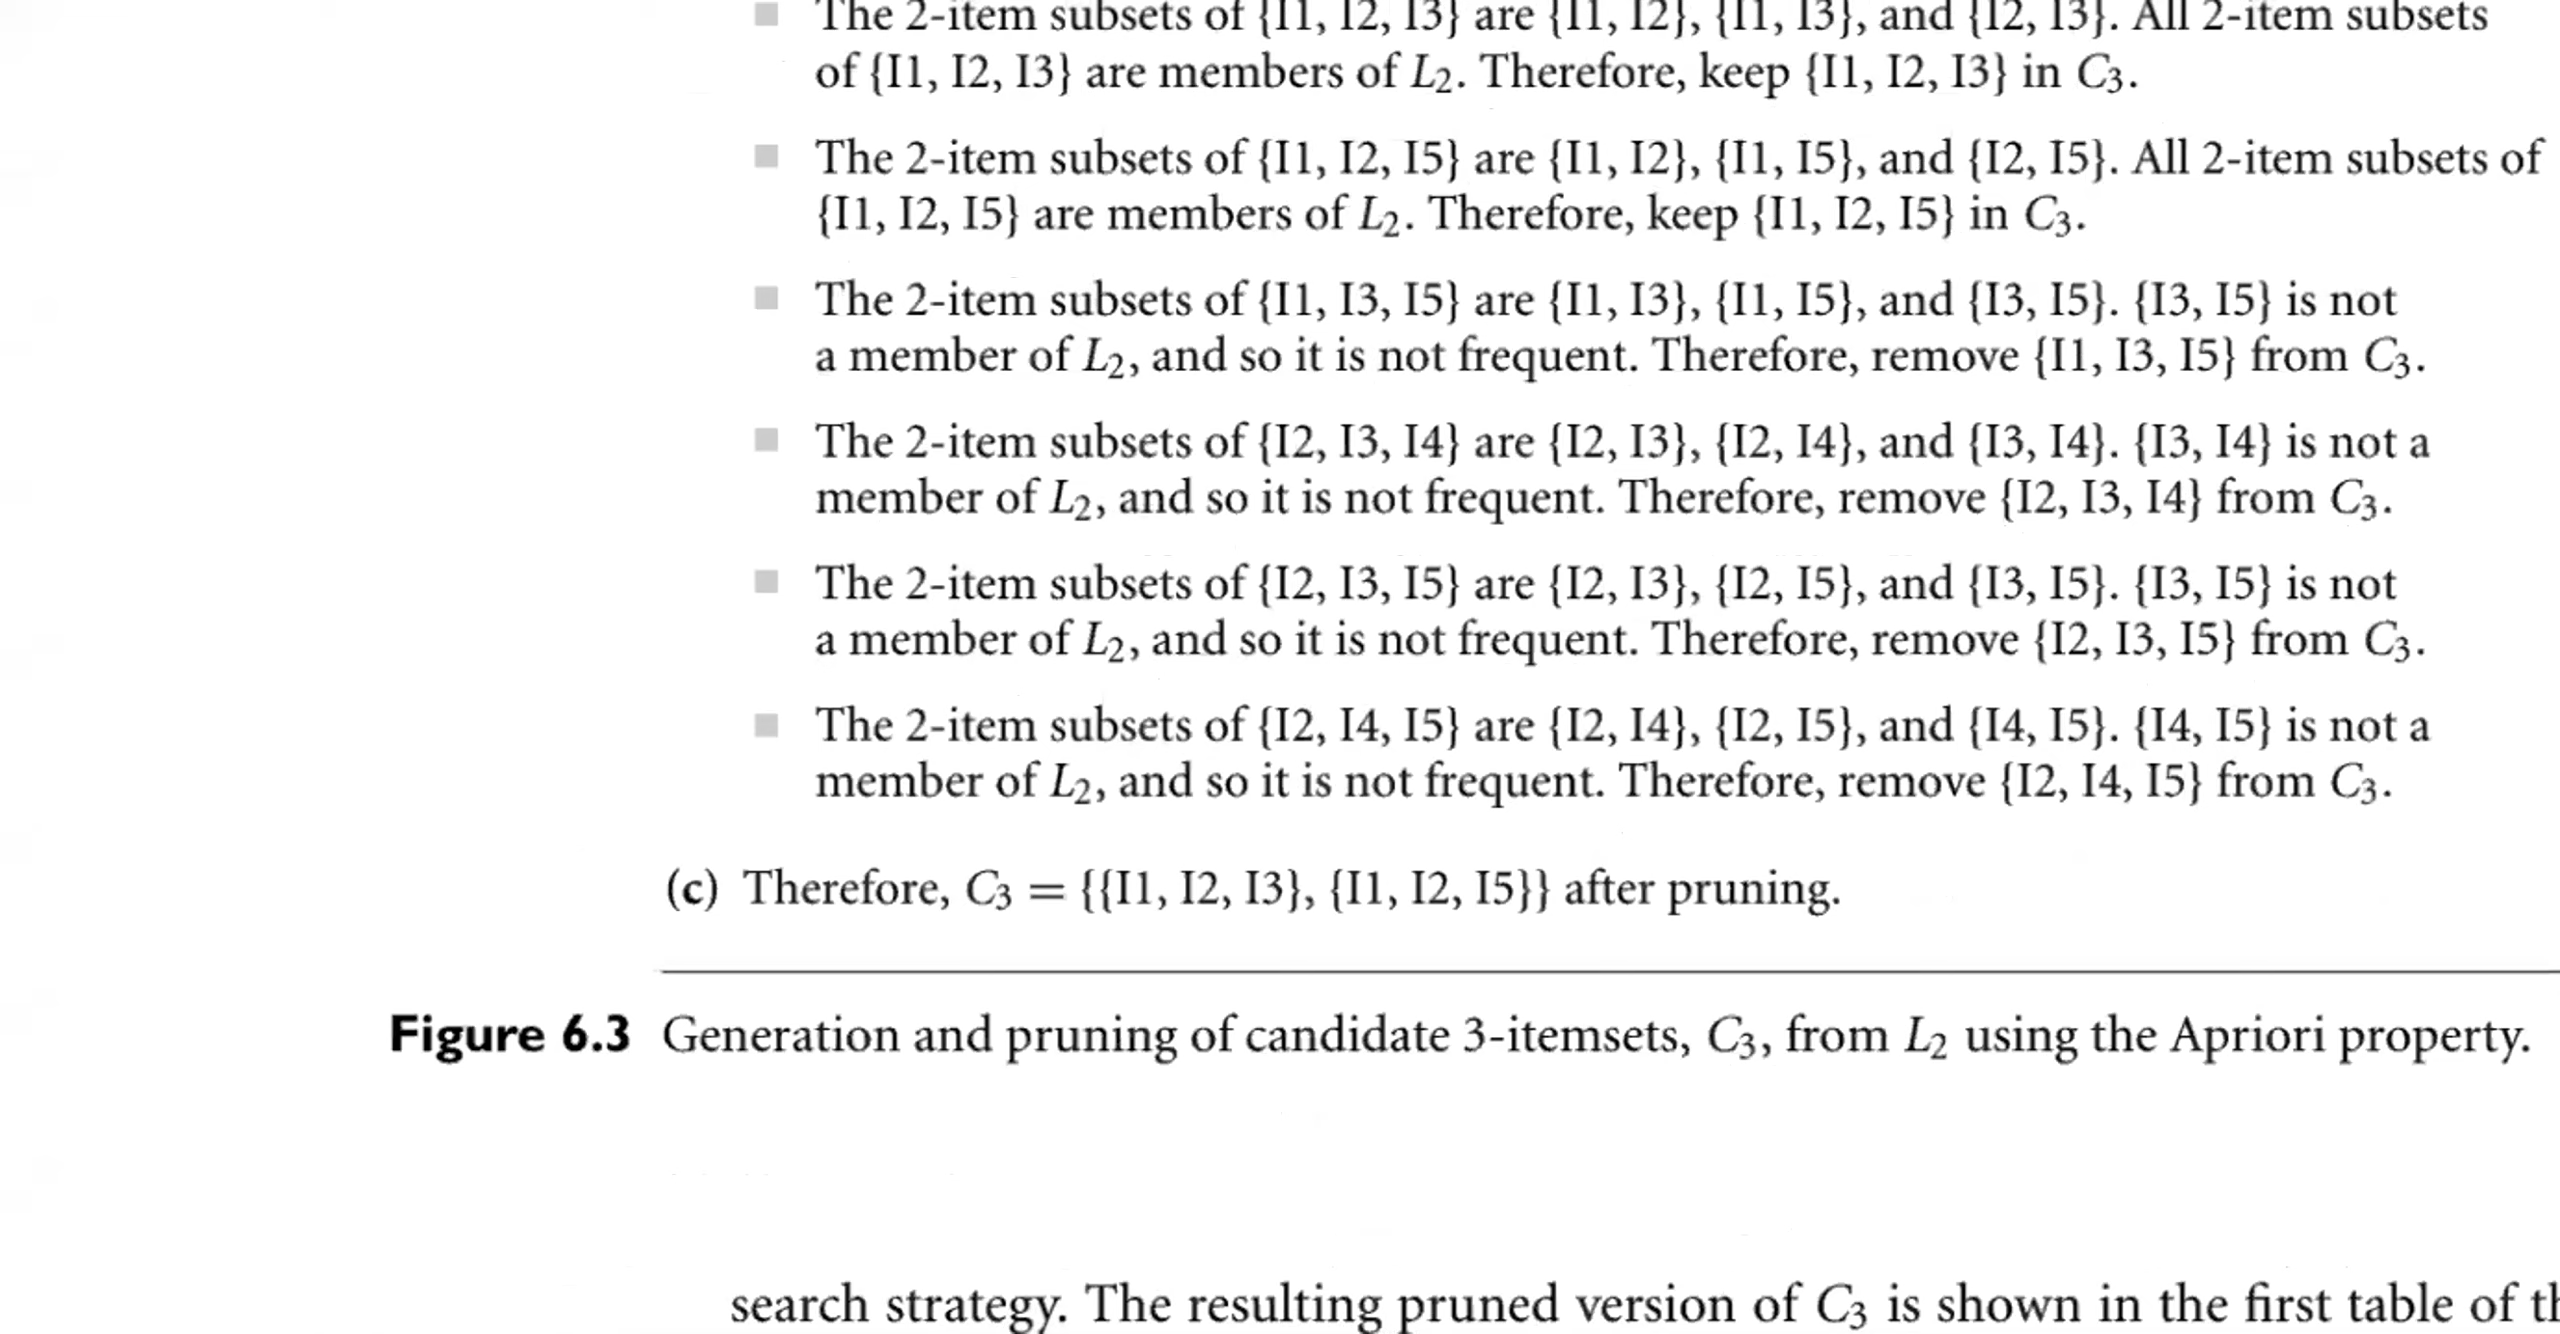 The 2-item subsets of {I1, I2, I3} are {I1, I2}, {I1, I3}, and {I2, I3}. All 2-item subsets
of {I1, I2, I3} are members of L2. Therefore, keep {I1, I2, I3} in C3.
The 2-item subsets of {I1, I2, I5} are {I1, I2}, {I1, I5}, and {I2, I5}. All 2-item subsets of
{I1, I2, I5} are members of L2. Therefore, keep {I1, I2, I5} in C3.
The 2-item subsets of {I1, I3, I5} are {I1, I3}, {I1, I5}, and {I3, I5}. {I3, I5} is not
a member of L2, and so it is not frequent. Therefore, remove {I1, I3, I5} from C3.
The 2-item subsets of {I2, I3, I4} are {I2, I3}, {I2, I4}, and {I3, I4}. {I3, I4} is not a
member of L2, and so it is not frequent. Therefore, remove {I2, I3, I4} from C3.
The 2-item subsets of {I2, I3, I5} are {I2, I3}, {I2, I5}, and {I3, I5}. {I3, I5} is not
a member of L2, and so it is not frequent. Therefore, remove {I2, I3, I5} from C3.
The 2-item subsets of {I2, I4, I5} are {I2, I4}, {I2, I5}, and {I4, I5}. {I4, I5} is not a
member of L2, and so it is not frequent. Therefore, remove {I2, I4, I5} from C3.
(c) Therefore, C3 = {{I1, I2, I3}, {I1, I2, I5}} after pruning.
Figure 6.3 Generation and pruning of candidate 3-itemsets, C3, from L2 using the Apriori property.
search strategy. The resulting pruned version of C3 is shown in the first table of